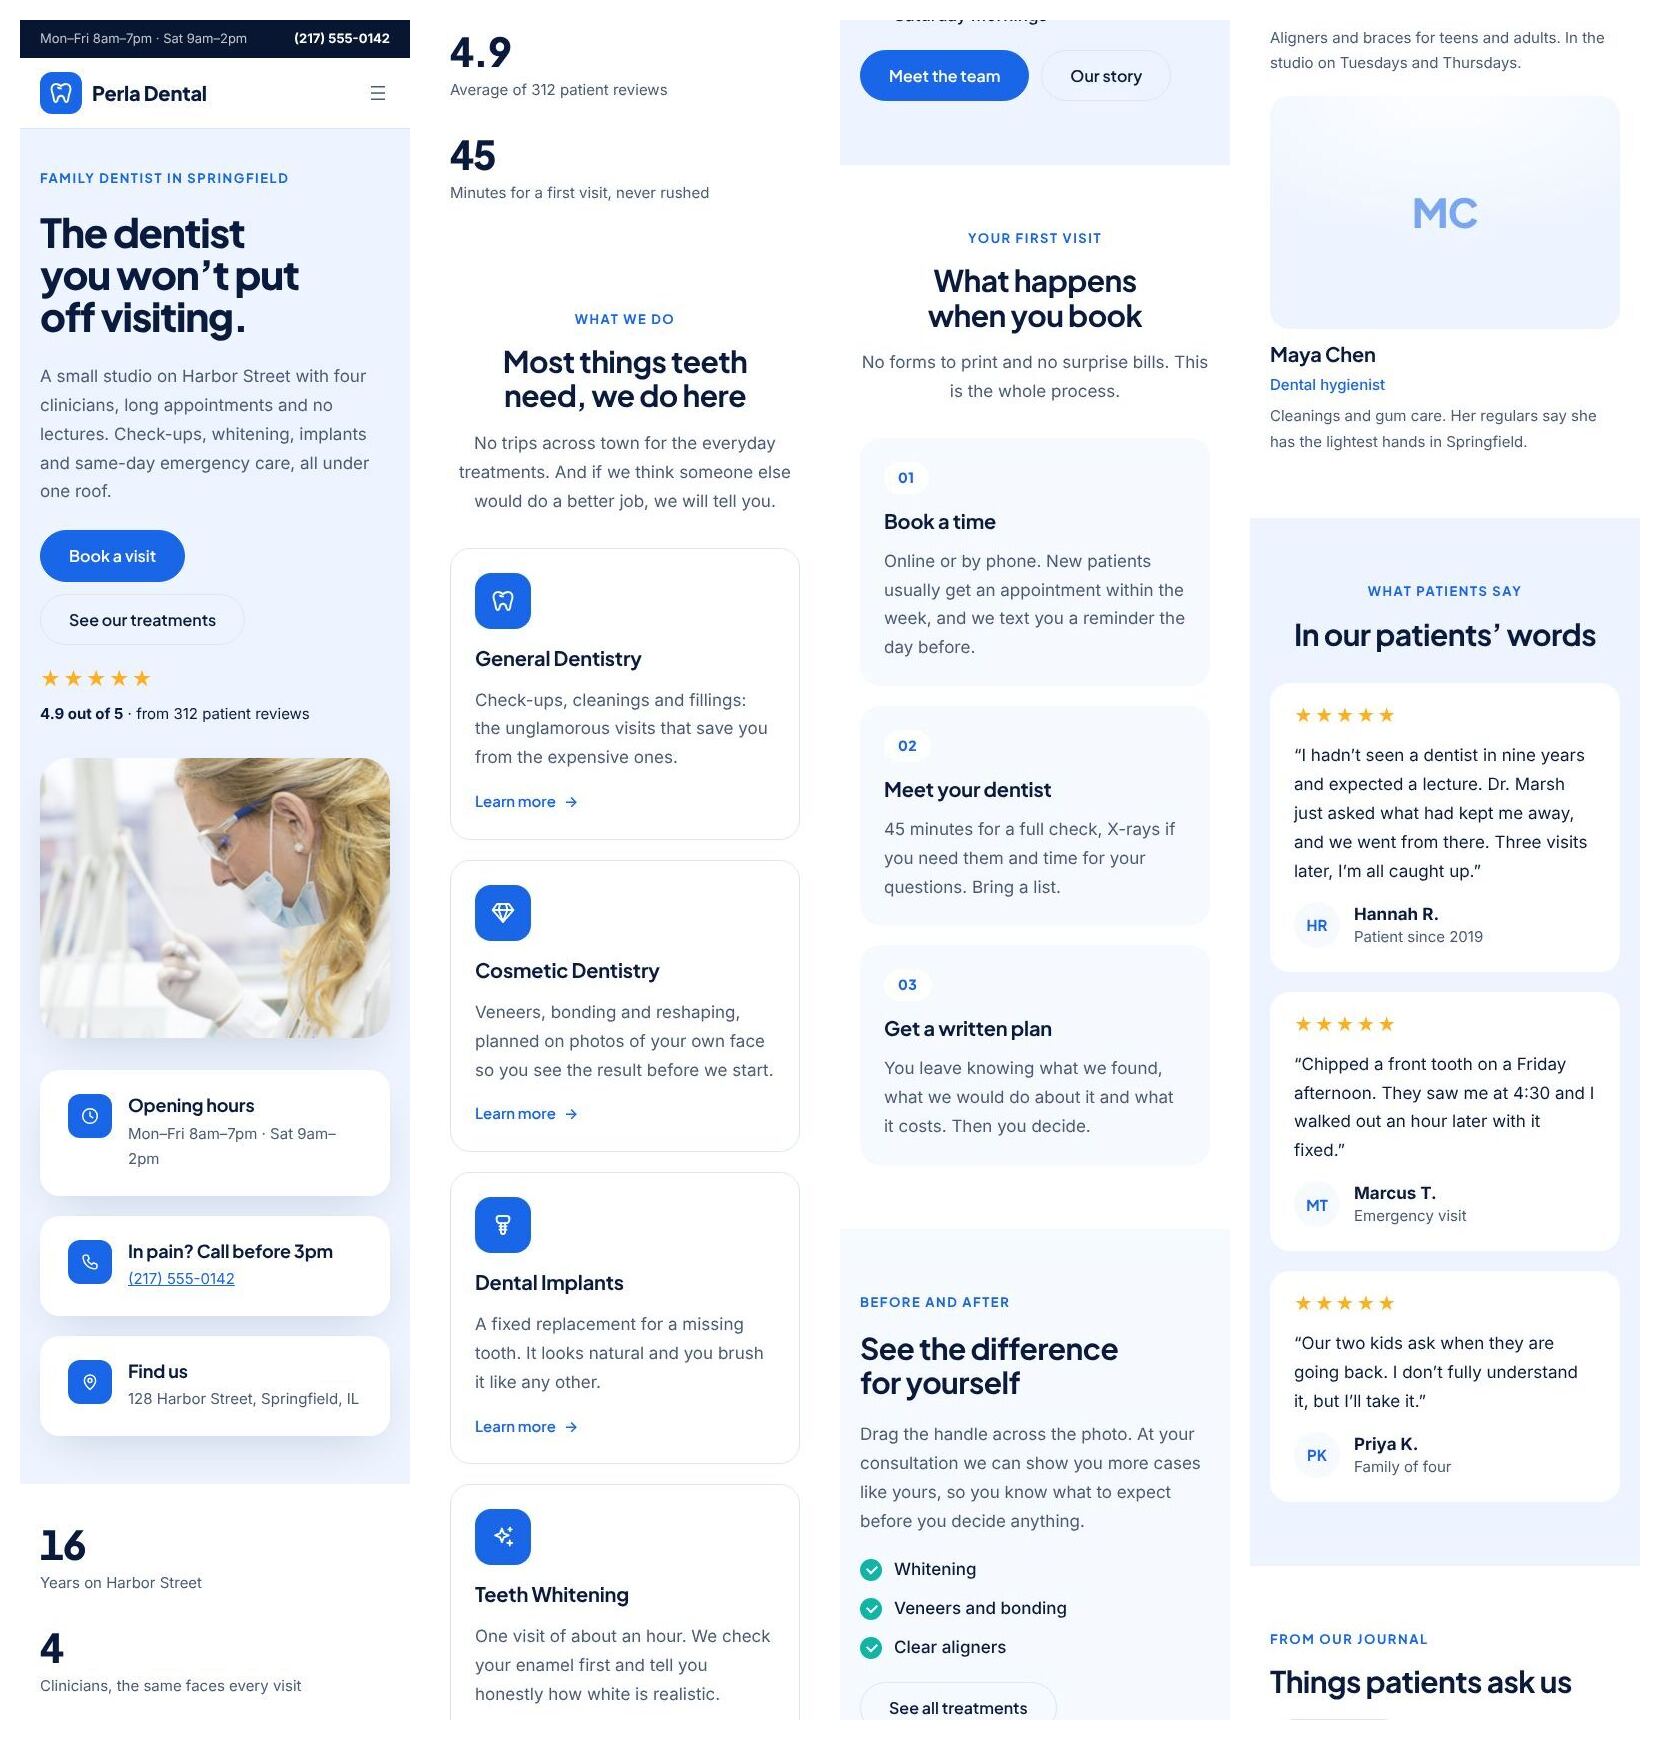 Mon–Fri 8am–7pm · Sat 9am–2pm
(217) 555-0142
Perla Dental
FAMILY DENTIST IN SPRINGFIELD
The dentist
you won’t put
off visiting.
A small studio on Harbor Street with four
clinicians, long appointments and no
lectures. Check-ups, whitening, implants
and same-day emergency care, all under
one roof.
Book a visit
See our treatments
★★★★★
4.9 out of 5 · from 312 patient reviews
Opening hours
Mon–Fri 8am–7pm · Sat 9am–
2pm
In pain? Call before 3pm
(217) 555-0142
Find us
128 Harbor Street, Springfield, IL
16
Years on Harbor Street
4
Clinicians, the same faces every visit
4.9
Average of 312 patient reviews
45
Minutes for a first visit, never rushed
WHAT WE DO
Most things teeth
need, we do here
No trips across town for the everyday
treatments. And if we think someone else
would do a better job, we will tell you.
General Dentistry
Check-ups, cleanings and fillings:
the unglamorous visits that save you
from the expensive ones.
Learn more →
Cosmetic Dentistry
Veneers, bonding and reshaping,
planned on photos of your own face
so you see the result before we start.
Learn more →
Dental Implants
A fixed replacement for a missing
tooth. It looks natural and you brush
it like any other.
Learn more →
Teeth Whitening
One visit of about an hour. We check
your enamel first and tell you
honestly how white is realistic.
Meet the team
Our story
YOUR FIRST VISIT
What happens
when you book
No forms to print and no surprise bills. This
is the whole process.
01
Book a time
Online or by phone. New patients
usually get an appointment within the
week, and we text you a reminder the
day before.
02
Meet your dentist
45 minutes for a full check, X-rays if
you need them and time for your
questions. Bring a list.
03
Get a written plan
You leave knowing what we found,
what we would do about it and what
it costs. Then you decide.
BEFORE AND AFTER
See the difference
for yourself
Drag the handle across the photo. At your
consultation we can show you more cases
like yours, so you know what to expect
before you decide anything.
Whitening
Veneers and bonding
Clear aligners
See all treatments
Aligners and braces for teens and adults. In the
studio on Tuesdays and Thursdays.
MC
Maya Chen
Dental hygienist
Cleanings and gum care. Her regulars say she
has the lightest hands in Springfield.
WHAT PATIENTS SAY
In our patients’ words
★★★★★
“I hadn’t seen a dentist in nine years
and expected a lecture. Dr. Marsh
just asked what had kept me away,
and we went from there. Three visits
later, I’m all caught up.”
HR
Hannah R.
Patient since 2019
★★★★★
“Chipped a front tooth on a Friday
afternoon. They saw me at 4:30 and I
walked out an hour later with it
fixed.”
MT
Marcus T.
Emergency visit
★★★★★
“Our two kids ask when they are
going back. I don’t fully understand
it, but I’ll take it.”
PK
Priya K.
Family of four
FROM OUR JOURNAL
Things patients ask us